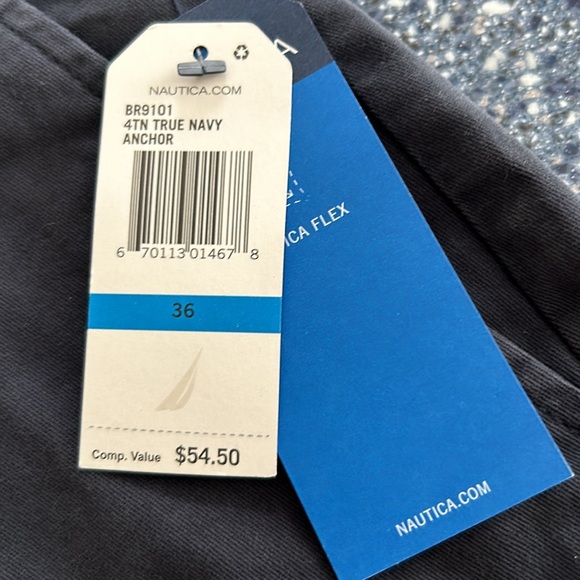 NAUTICA.COM
BR9101
4TN TRUE NAVY
ANCHOR
6 70113 01467 8
36
Comp. Value $54.50
A
ICA FLEX
NAUTICA.COM